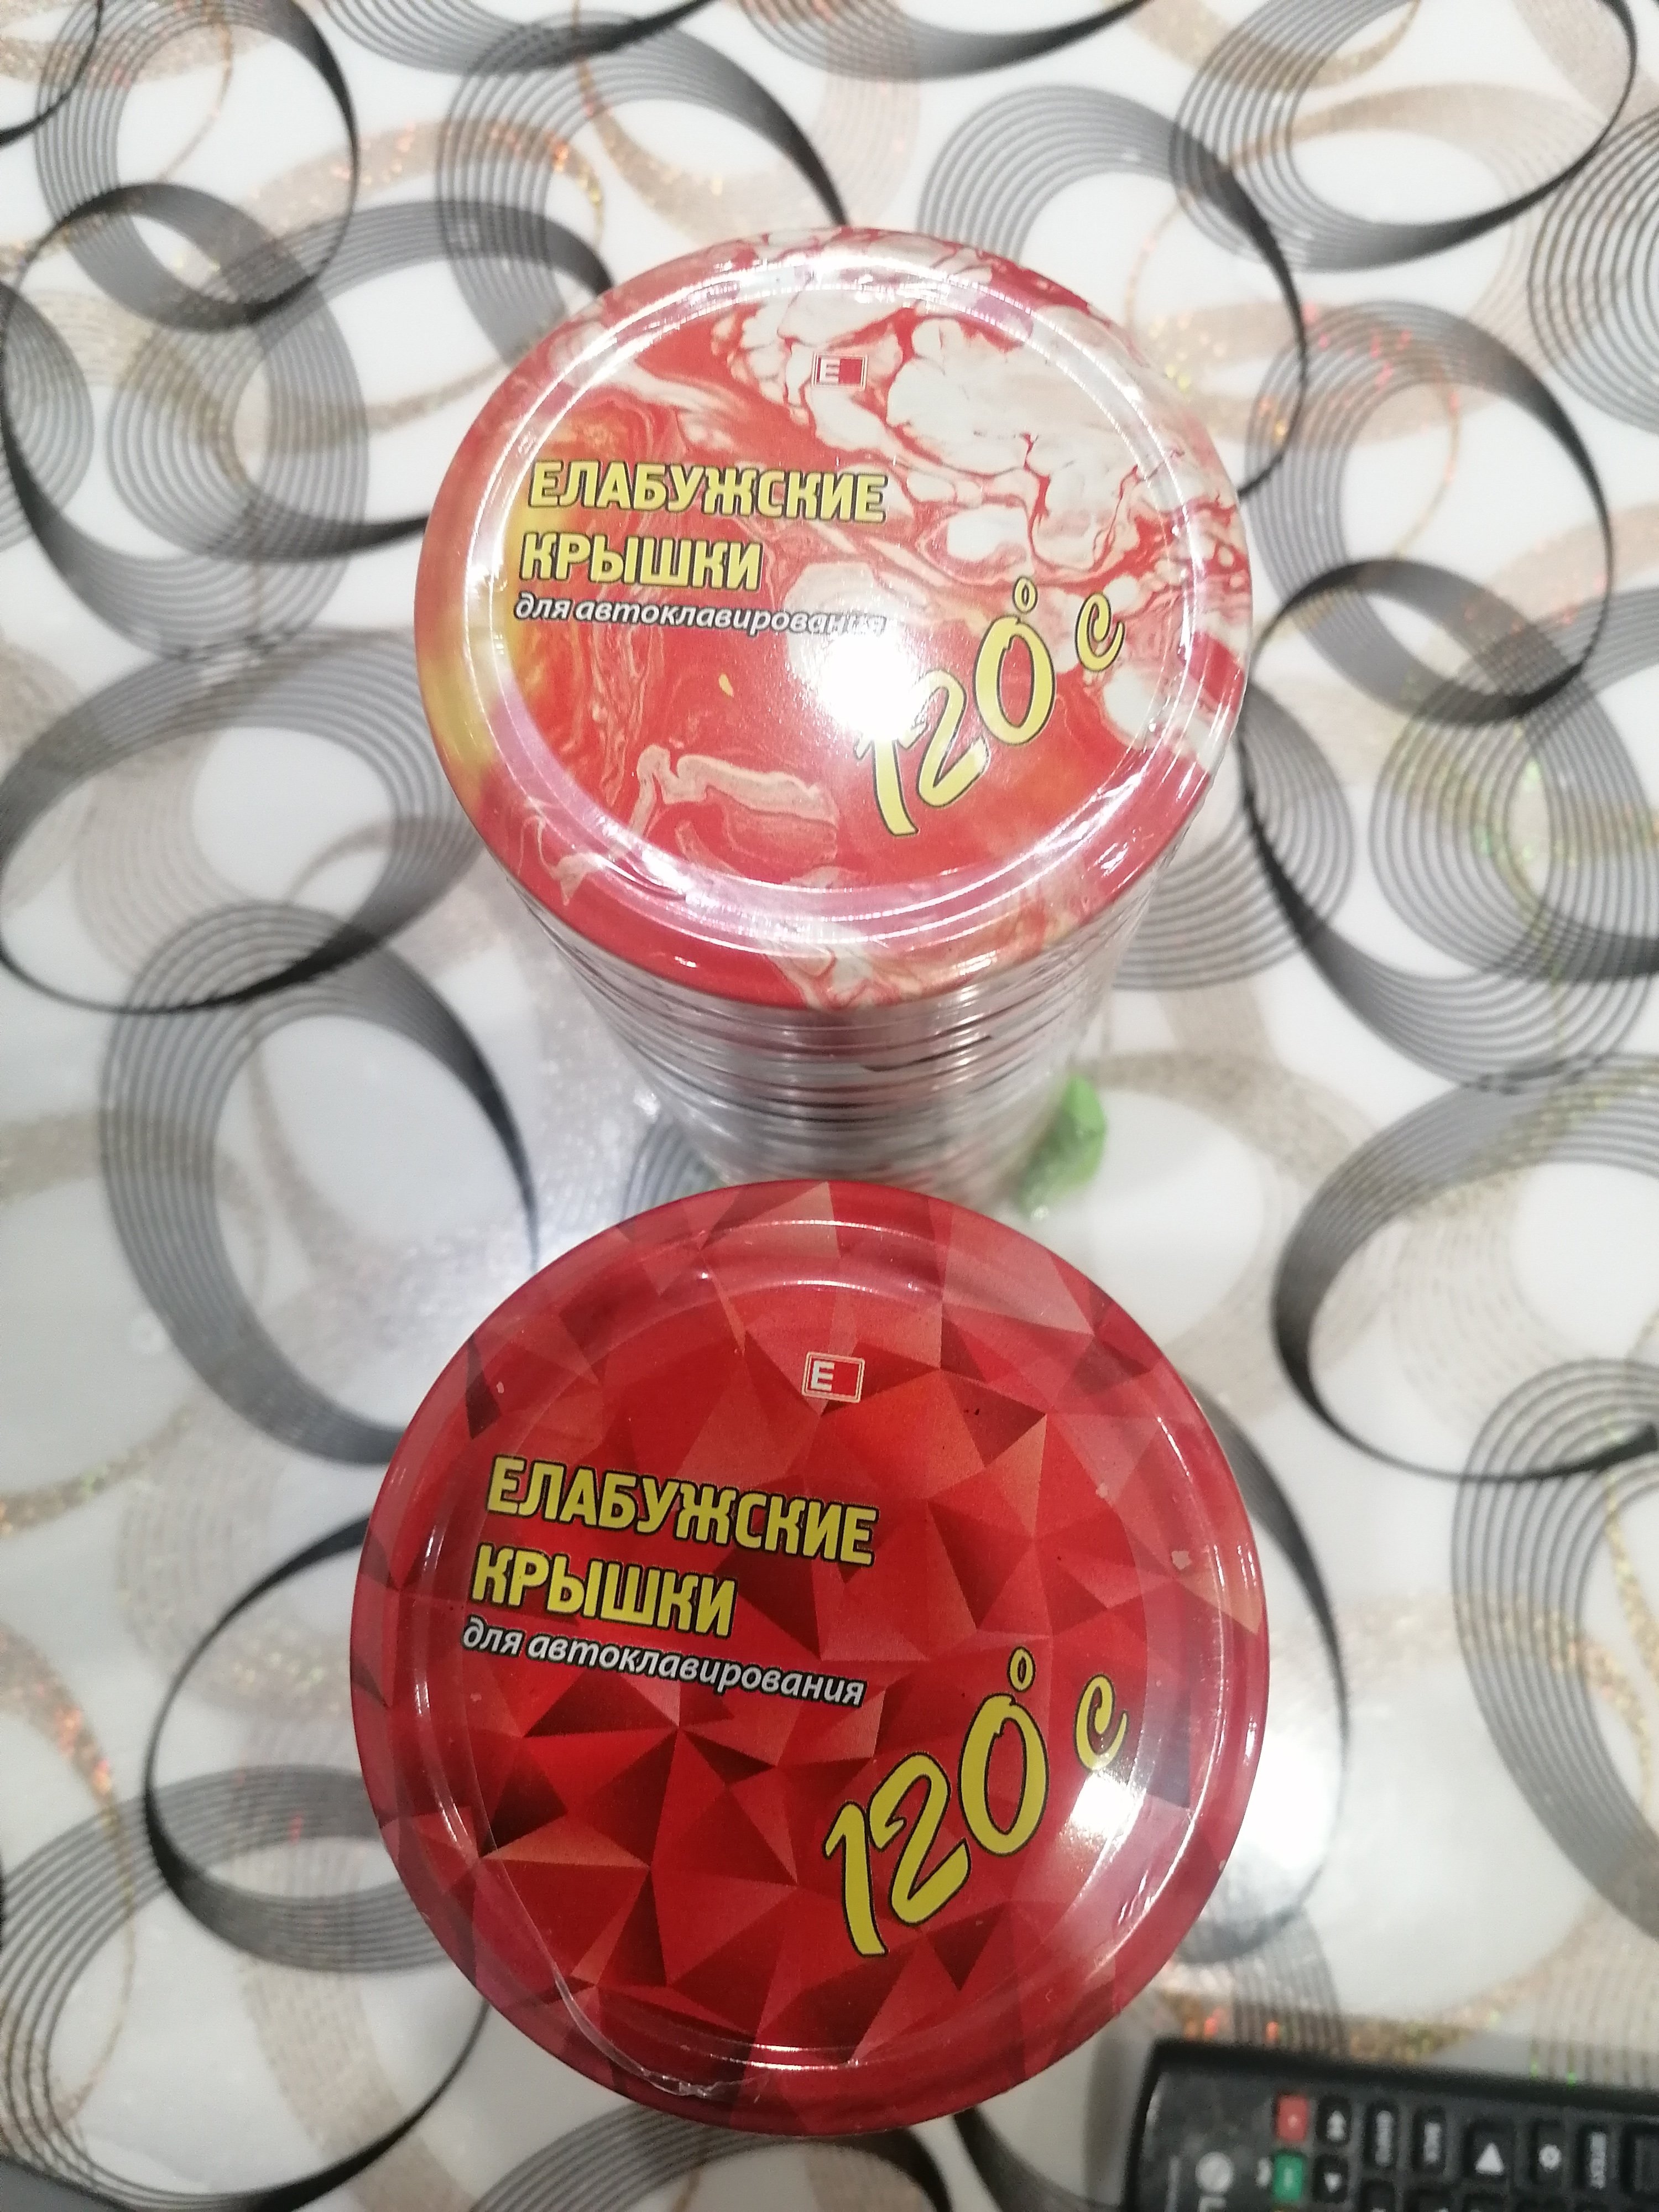 E
ЕЛАБУЖСКИЕ
КРЫШКИ
для автоклавирования
120° с
E
ЕЛАБУЖСКИЕ
КРЫШКИ
для автоклавирования
120° с